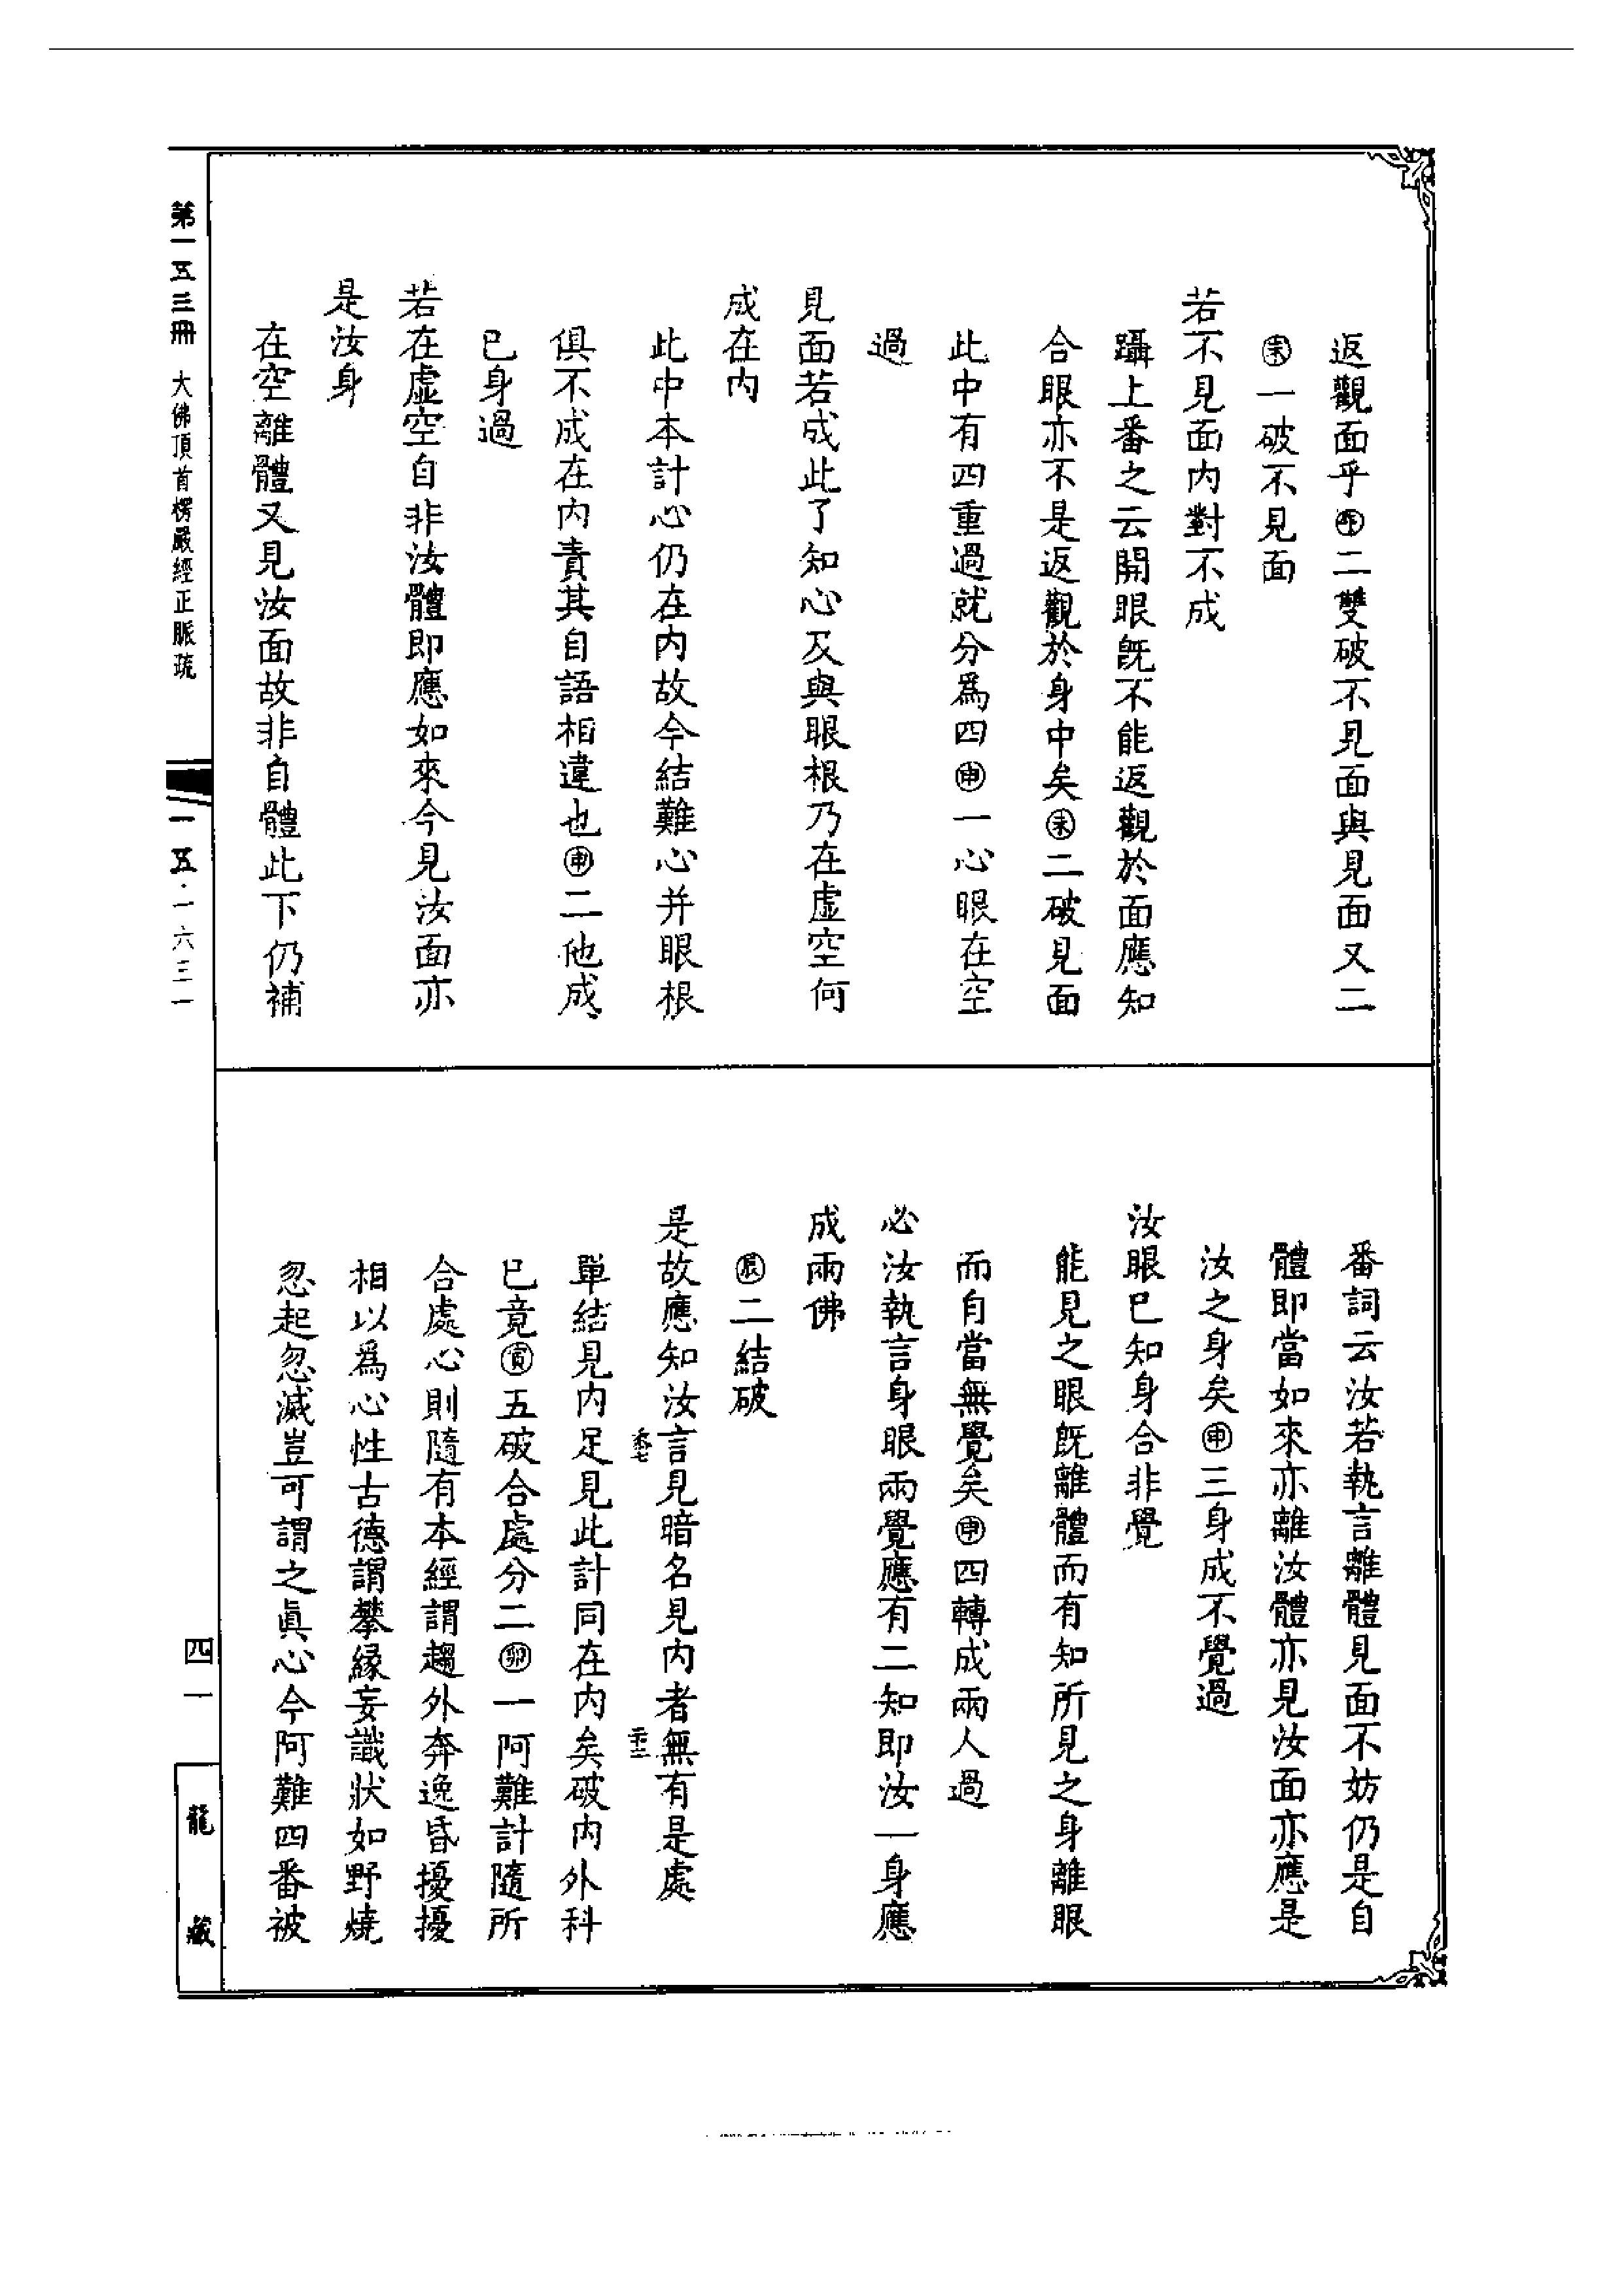 返觀面乎㊌二雙破不見面與見面又二
㊍一破不見面
若不見面內對不成
躡上番之云開眼旣不能返觀於面應知
合眼亦不是返觀於身中矣㊍二破見面
此中有四重過就分爲四㊥一心眼在空
過
見面若成此了知心及與眼根乃在虛空何
成在內
此中本計心仍在內故今結難心并眼根
俱不成在內責其自語相違也㊥二他成
已身過
若在虛空自非汝體卽應如來今見汝面亦
是汝身
在空離體又見汝面故非自體此下仍補
番詞云汝若執言離體見面不妨仍是自
體卽當如來亦離汝體亦見汝面亦應是
汝之身矣三身成不覺過
汝眼已知身合非覺
能見之眼旣離體而有知所見之身離眼
而自當無覺矣四轉成兩人過
必汝執言身眼兩覺應有二知卽汝一身應
成兩佛
二結破
是故應知汝言見暗名見內者無有是處
單結見內足見此計同在內矣破內外科
已竟五破合處分二一阿難計隨所
合處心則隨有本經謂趨外奔逸昏擾擾
相以爲心性古德謂攀緣妄識狀如野燒
忽起忽滅豈可謂之眞心今阿難四番被
第一五三冊 大佛頂首楞嚴經正脈疏
一五·一六三一
四一
龍藏